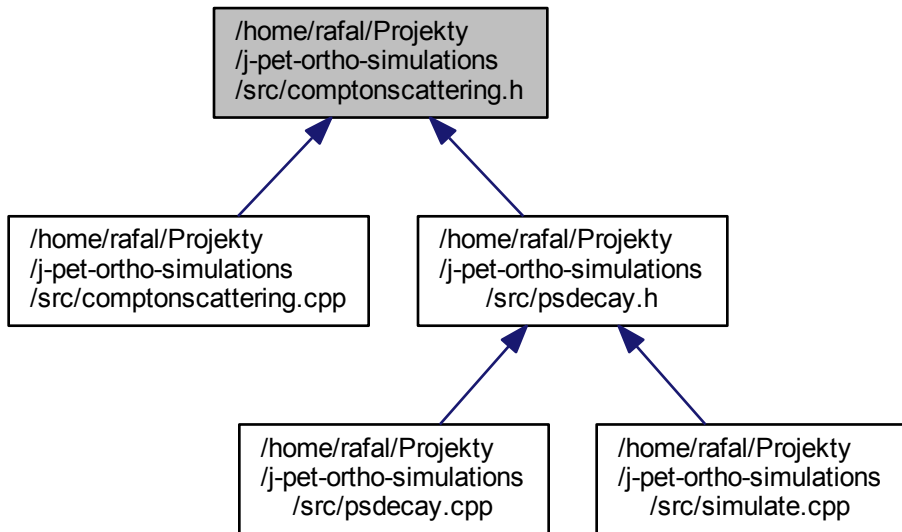 /home/rafal/Projekty
/j-pet-ortho-simulations
/src/comptonscattering.h
/home/rafal/Projekty
/j-pet-ortho-simulations
/src/comptonscattering.cpp
/home/rafal/Projekty
/j-pet-ortho-simulations
/src/psdecay.h
/home/rafal/Projekty
/j-pet-ortho-simulations
/src/psdecay.cpp
/home/rafal/Projekty
/j-pet-ortho-simulations
/src/simulate.cpp